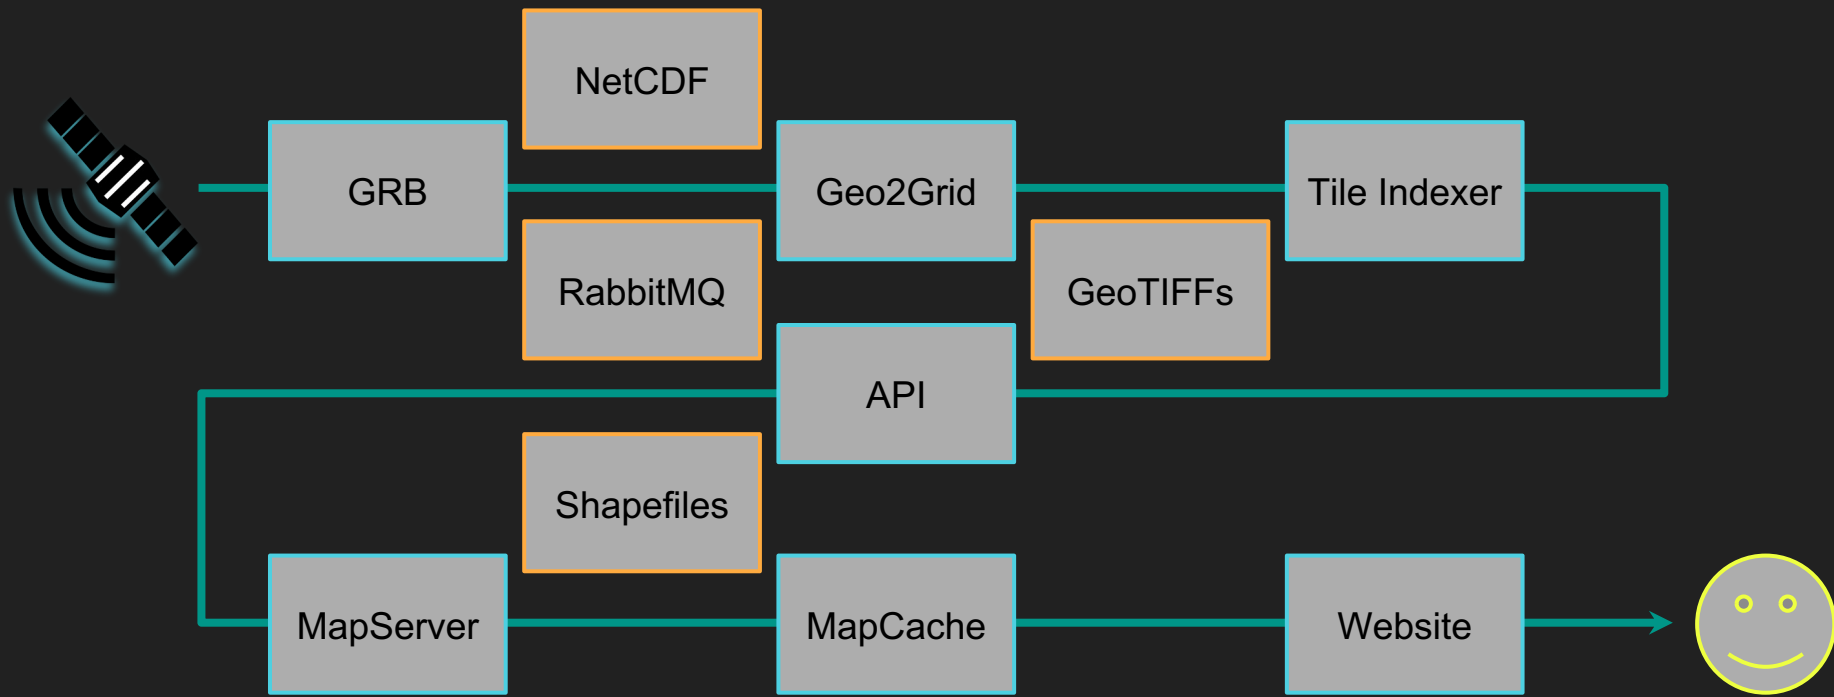 NetCDF
GRB
Geo2Grid
Tile Indexer
RabbitMQ
GeoTIFFs
API
Shapefiles
MapServer
MapCache
Website